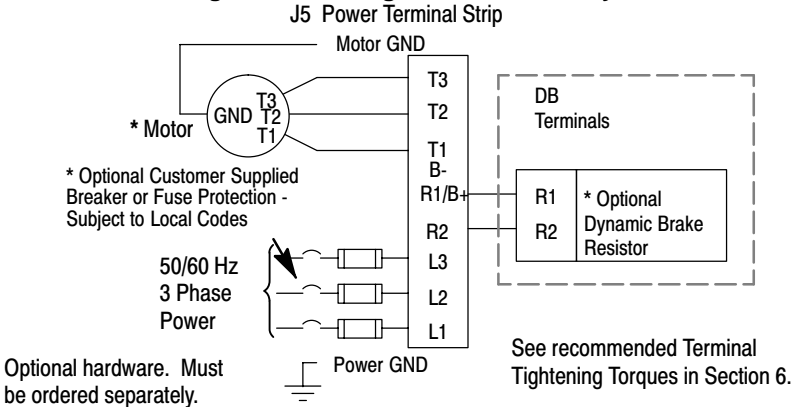 J5 Power Terminal Strip
Motor GND
T3
T2
T1
B-
R1/B+
R2
L3
L2
L1
GND
T3
T2
T1
* Motor
* Optional Customer Supplied
Breaker or Fuse Protection -
Subject to Local Codes
50/60 Hz
3 Phase
Power
Power GND
DB
Terminals
R1
R2
* Optional
Dynamic Brake
Resistor
Optional hardware. Must
be ordered separately.
See recommended Terminal
Tightening Torques in Section 6.